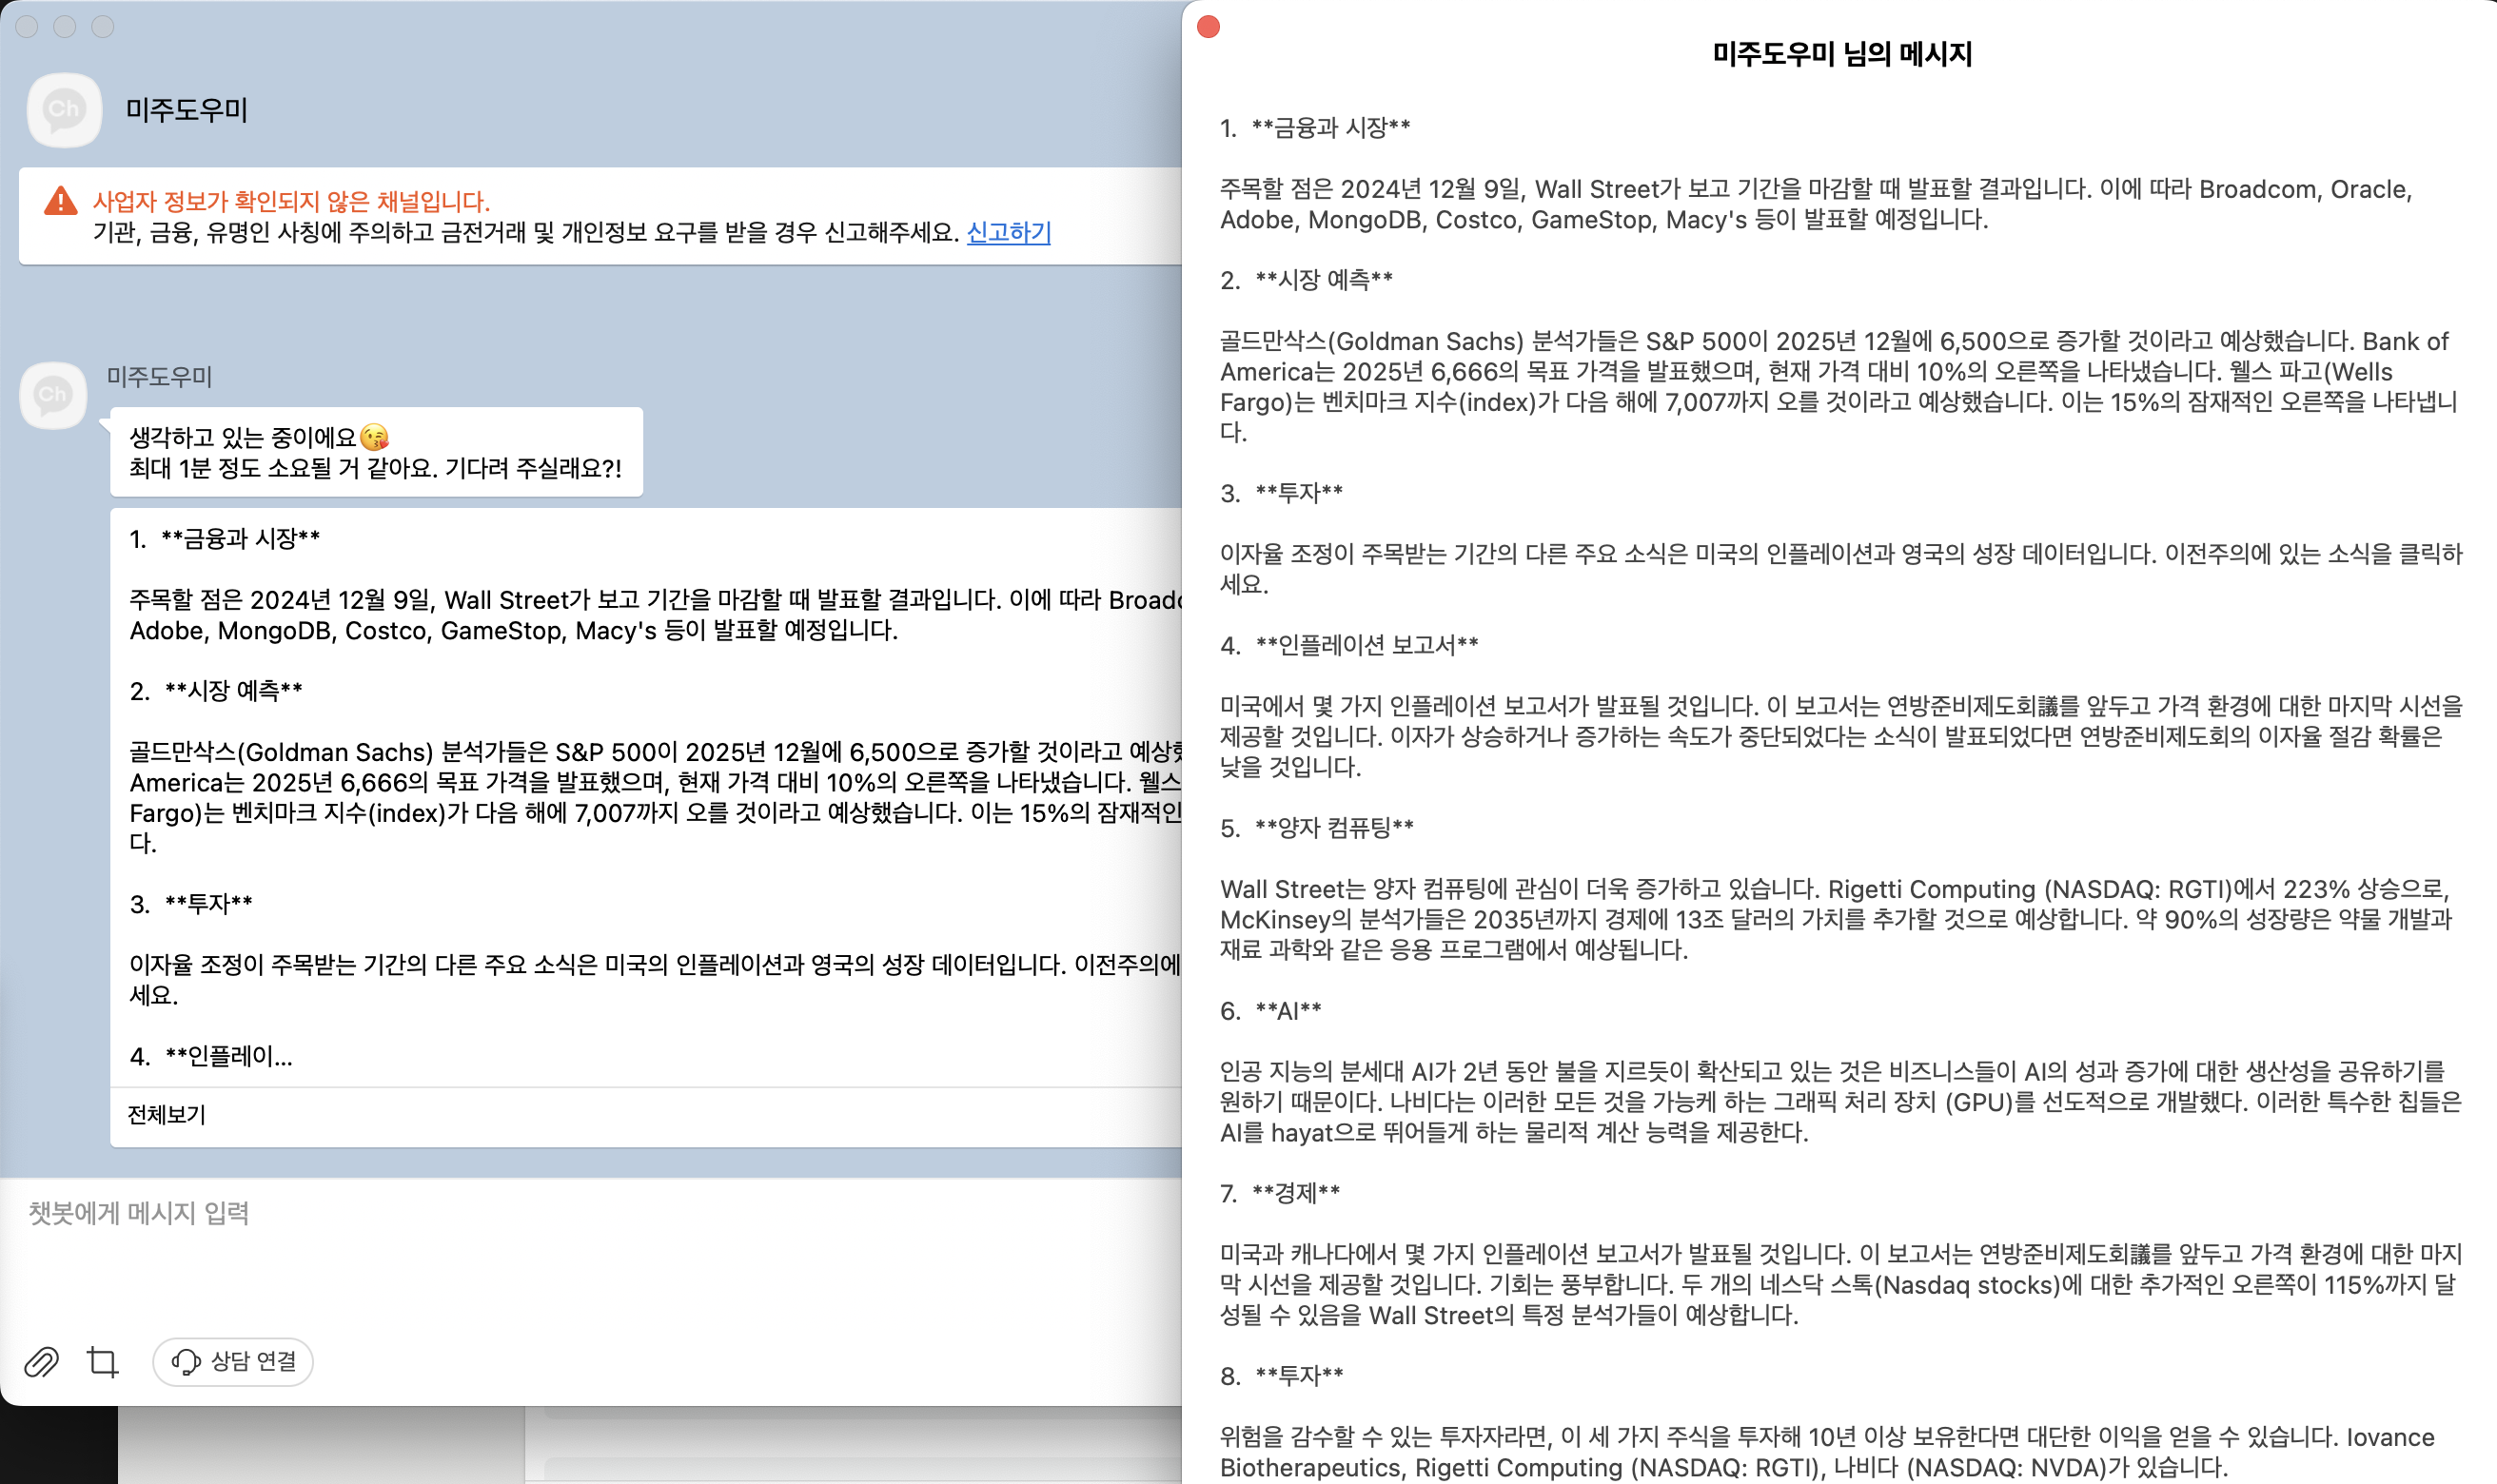 미주도우미
사업자 정보가 확인되지 않은 채널입니다.
기관, 금융, 유명인 사칭에 주의하고 금전거래 및 개인정보 요구를 받을 경우 신고해주세요. 신고하기
미주도우미
생각하고 있는 중이에요😘
최대 1분 정도 소요될 거 같아요. 기다려 주실래요?!
1. **금융과 시장**
주목할 점은 2024년 12월 9일, Wall Street가 보고 기간을 마감할 때 발표할 결과입니다. 이에 따라
Adobe, MongoDB, Costco, GameStop, Macy's 등이 발표할 예정입니다.
2. **시장 예측**
골드만삭스(Goldman Sachs) 분석가들은 S&P 500이 2025년 12월에 6,500으로 증가할 것이라고
America는 2025년 6,666의 목표 가격을 발표했으며, 현재 가격 대비 10%의 오른쪽을 나타냈습니다. 웰스
Fargo)는 벤치마크 지수(index)가 다음 해에 7,007까지 오를 것이라고 예상했습니다. 이는 15%의 잠재적인
다.
3. **투자**
이자율 조정이 주목받는 기간의 다른 주요 소식은 미국의 인플레이션과 영국의 성장 데이터입니다. 이전주의에
세요.
4. **인플레이...
전체보기
챗봇에게 메시지 입력
상담 연결
미주도우미 님의 메시지
1. **금융과 시장**
주목할 점은 2024년 12월 9일, Wall Street가 보고 기간을 마감할 때 발표할 결과입니다. 이에 따라 Broadcom, Oracle,
Adobe, MongoDB, Costco, GameStop, Macy's 등이 발표할 예정입니다.
2. **시장 예측**
골드만삭스(Goldman Sachs) 분석가들은 S&P 500이 2025년 12월에 6,500으로 증가할 것이라고 예상했습니다. Bank of
America는 2025년 6,666의 목표 가격을 발표했으며, 현재 가격 대비 10%의 오른쪽을 나타냈습니다. 웰스 파고(Wells
Fargo)는 벤치마크 지수(index)가 다음 해에 7,007까지 오를 것이라고 예상했습니다. 이는 15%의 잠재적인 오른쪽을 나타냅니
다.
3. **투자**
이자율 조정이 주목받는 기간의 다른 주요 소식은 미국의 인플레이션과 영국의 성장 데이터입니다. 이전주의에 있는 소식을 클릭하
세요.
4. **인플레이션 보고서**
미국에서 몇 가지 인플레이션 보고서가 발표될 것입니다. 이 보고서는 연방준비제도회議를 앞두고 가격 환경에 대한 마지막 시선을
제공할 것입니다. 이자가 상승하거나 증가하는 속도가 중단되었다는 소식이 발표되었다면 연방준비제도회의 이자율 절감 확률은
낮을 것입니다.
5. **양자 컴퓨팅**
Wall Street는 양자 컴퓨팅에 관심이 더욱 증가하고 있습니다. Rigetti Computing (NASDAQ: RGTI)에서 223% 상승으로,
McKinsey의 분석가들은 2035년까지 경제에 13조 달러의 가치를 추가할 것으로 예상합니다. 약 90%의 성장량은 약물 개발과
재료 과학와 같은 응용 프로그램에서 예상됩니다.
6. **AI**
인공 지능의 분세대 AI가 2년 동안 불을 지르듯이 확산되고 있는 것은 비즈니스들이 AI의 성과 증가에 대한 생산성을 공유하기를
원하기 때문이다. 나비다는 이러한 모든 것을 가능케 하는 그래픽 처리 장치 (GPU)를 선도적으로 개발했다. 이러한 특수한 칩들은
AI를 hayat으로 뛰어들게 하는 물리적 계산 능력을 제공한다.
7. **경제**
미국과 캐나다에서 몇 가지 인플레이션 보고서가 발표될 것입니다. 이 보고서는 연방준비제도회議를 앞두고 가격 환경에 대한 마지
막 시선을 제공할 것입니다. 기회는 풍부합니다. 두 개의 네스닥 스톡(Nasdaq stocks)에 대한 추가적인 오른쪽이 115%까지 달
성될 수 있음을 Wall Street의 특정 분석가들이 예상합니다.
8. **투자**
위험을 감수할 수 있는 투자자라면, 이 세 가지 주식을 투자해 10년 이상 보유한다면 대단한 이익을 얻을 수 있습니다. Iovance
Biotherapeutics, Rigetti Computing (NASDAQ: RGTI), 나비다 (NASDAQ: NVDA)가 있습니다.